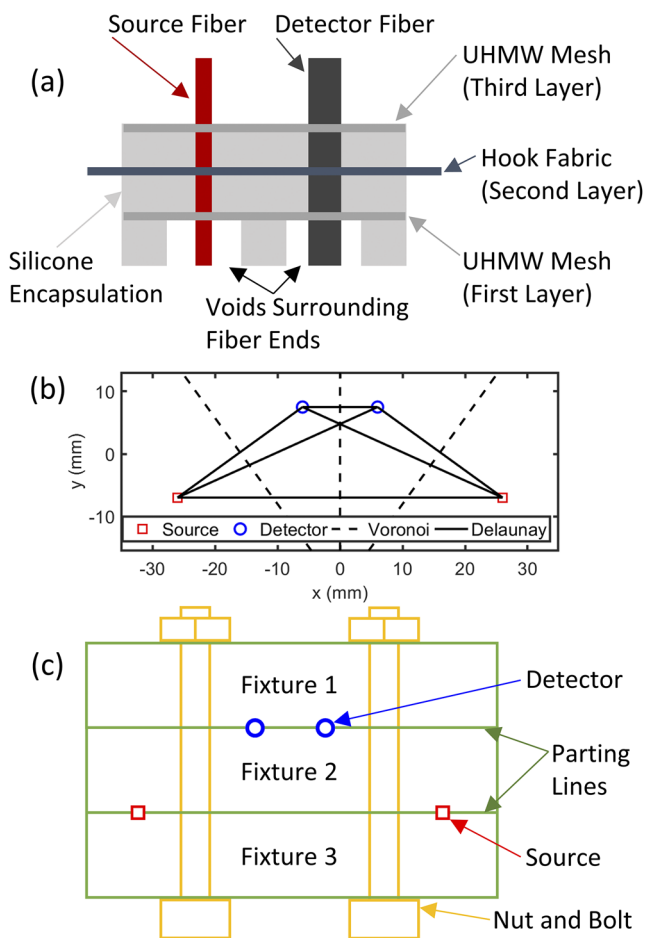 Source Fiber
Detector Fiber
(a)
UHMW Mesh
(Third Layer)
Hook Fabric
(Second Layer)
Silicone
Encapsulation
Voids Surrounding
Fiber Ends
UHMW Mesh
(First Layer)
(b)
10
0
-10
y (mm)
Source
Detector
Voronoi
Delaunay
-30
-20
-10
0
10
20
30
x (mm)
(c)
Fixture 1
Detector
Fixture 2
Parting
Lines
Fixture 3
Source
Nut and Bolt